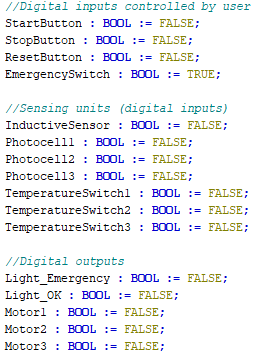 //Digital inputs controlled by user
StartButton : BOOL := FALSE;
StopButton : BOOL := FALSE;
ResetButton : BOOL := FALSE;
EmergencySwitch : BOOL := TRUE;
//Sensing units (digital inputs)
InductiveSensor : BOOL := FALSE;
Photocell1 : BOOL := FALSE;
Photocell2 : BOOL := FALSE;
Photocell3 : BOOL := FALSE;
TemperatureSwitch1 : BOOL := FALSE;
TemperatureSwitch2 : BOOL := FALSE;
TemperatureSwitch3 : BOOL := FALSE;
//Digital outputs
Light_Emergency : BOOL := FALSE;
Light_OK : BOOL := FALSE;
Motor1 : BOOL := FALSE;
Motor2 : BOOL := FALSE;
Motor3 : BOOL := FALSE;